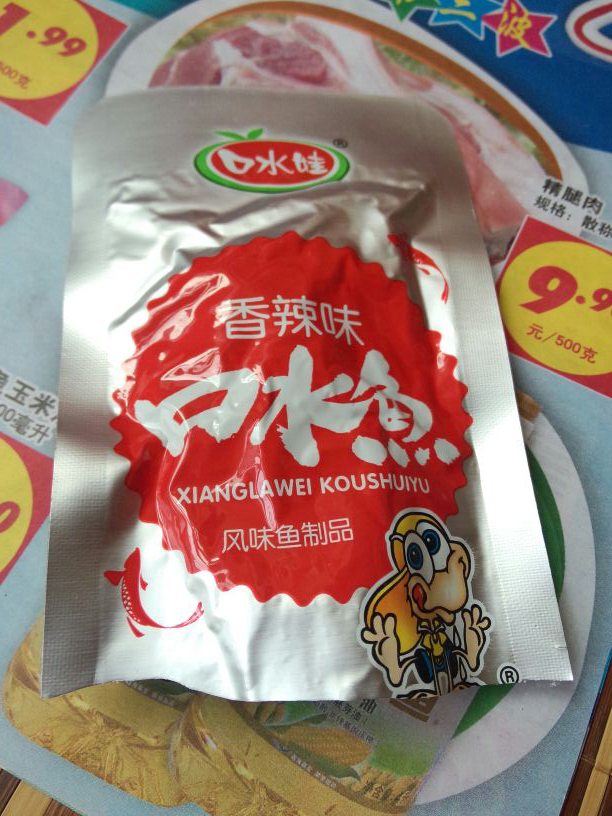 1.99
500克
波
口水娃
®
精腿肉
规格：散称
9.9
元/500克
香辣味
口水鱼
XIANGLAWEI KOUSHUIYU
风味鱼制品
玉米
00毫升
®
油